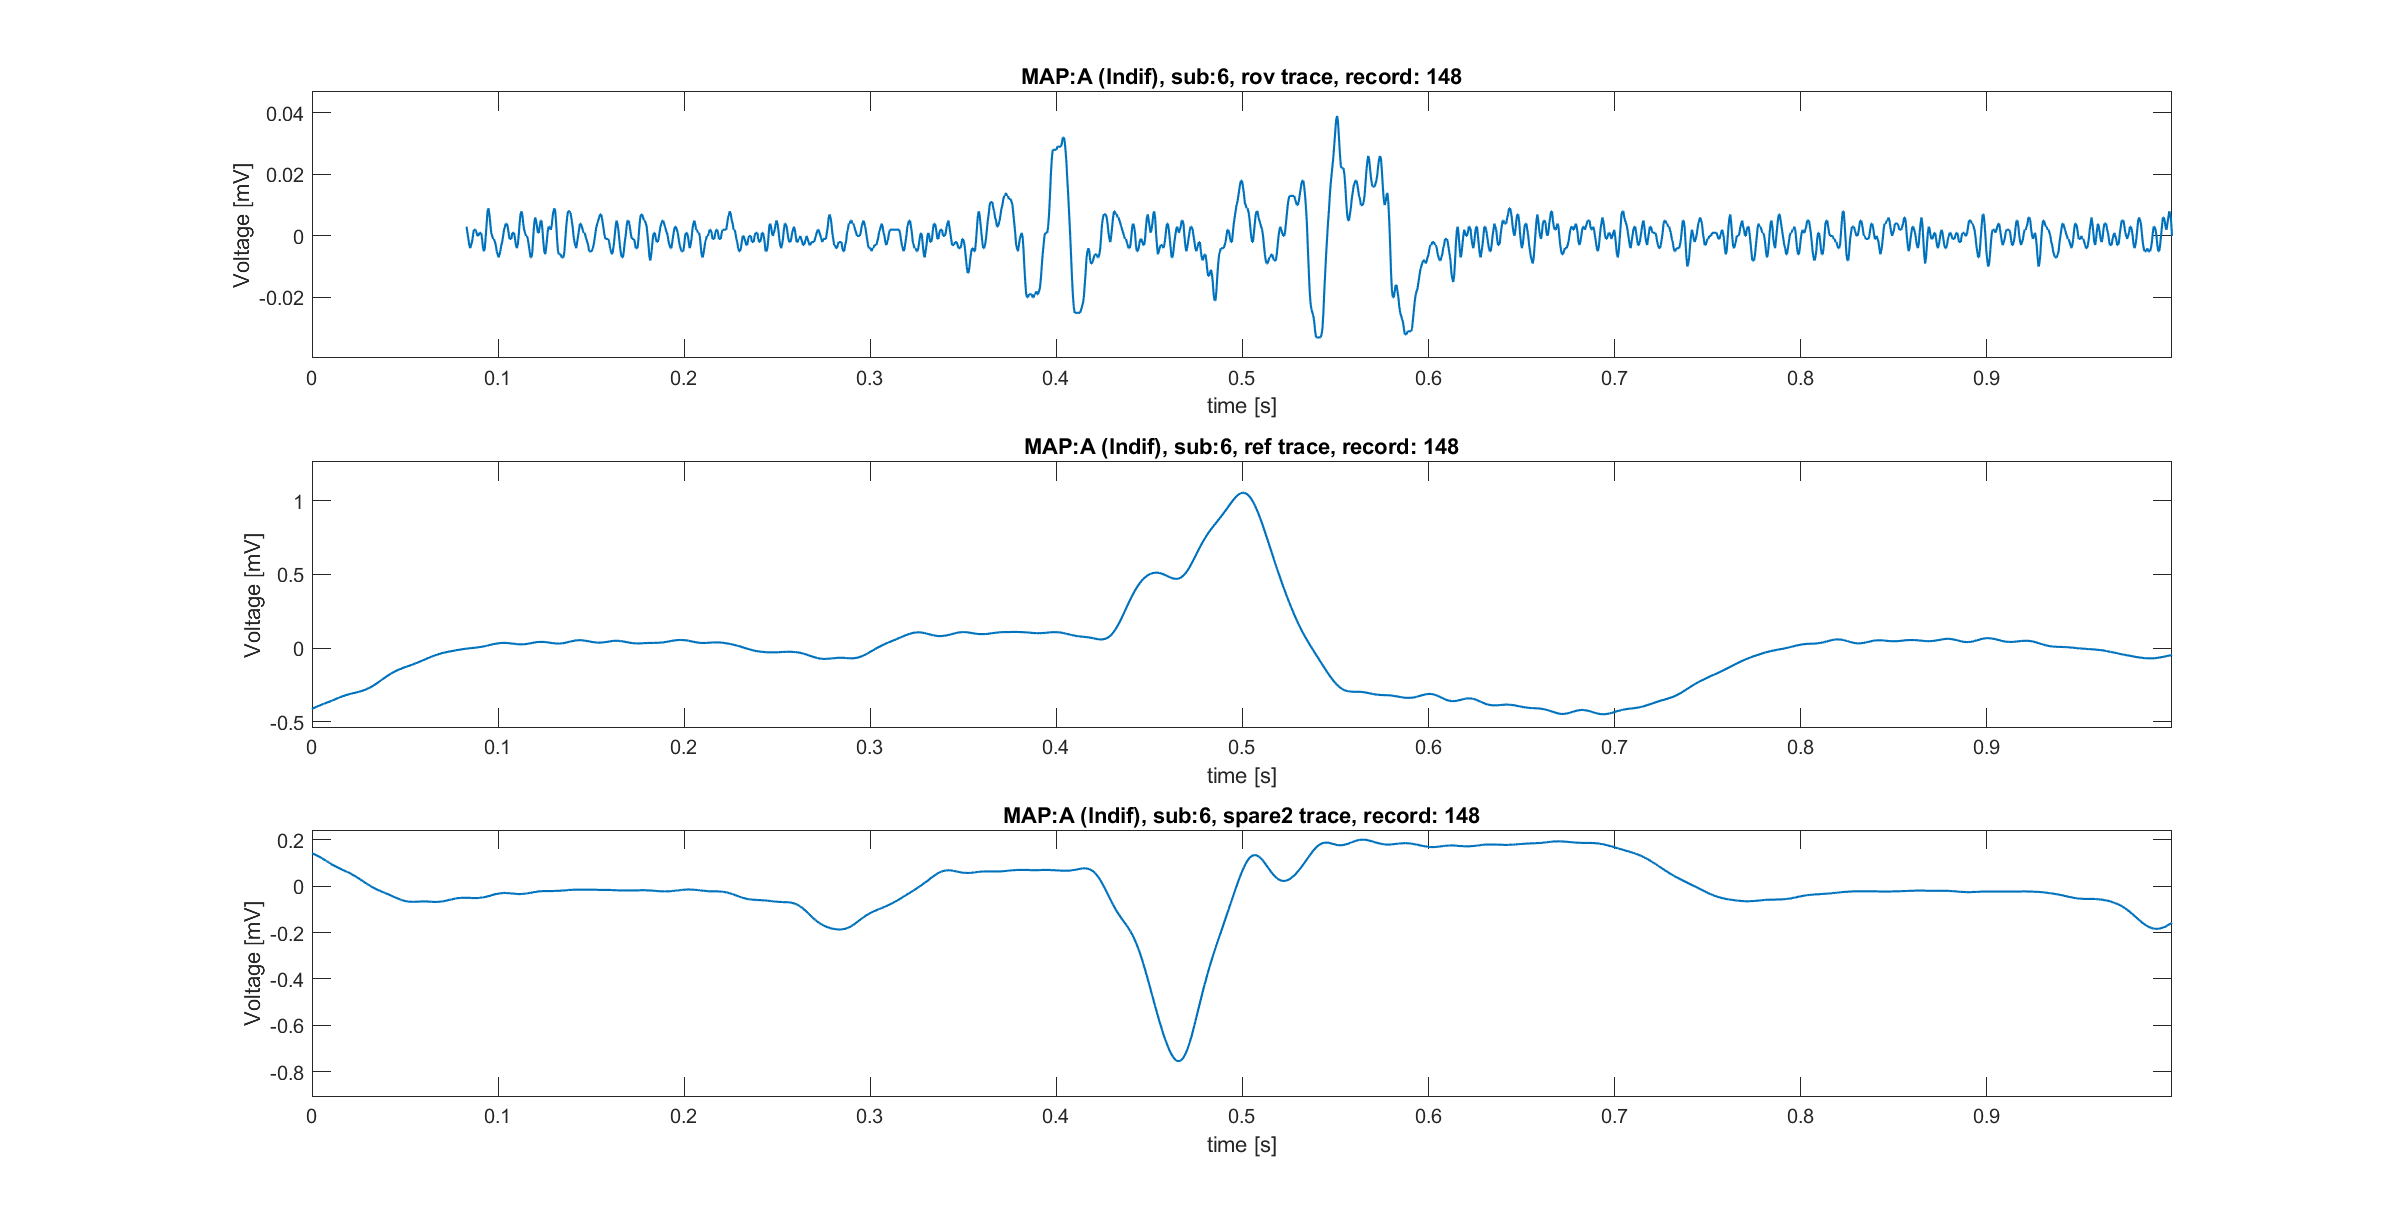 MAP:A (Indif), sub:6, rov trace, record: 148
Voltage [mV]
0.04
0.02
0
-0.02
0 0.1 0.2 0.3 0.4 0.5 0.6 0.7 0.8 0.9
time [s]
MAP:A (Indif), sub:6, ref trace, record: 148
Voltage [mV]
1
0.5
0
-0.5
0 0.1 0.2 0.3 0.4 0.5 0.6 0.7 0.8 0.9
time [s]
MAP:A (Indif), sub:6, spare2 trace, record: 148
Voltage [mV]
0.2
0
-0.2
-0.4
-0.6
-0.8
0 0.1 0.2 0.3 0.4 0.5 0.6 0.7 0.8 0.9
time [s]